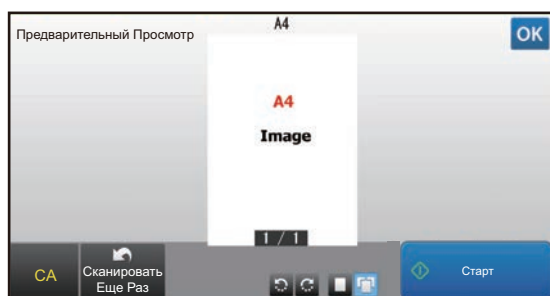 A4
Предварительный Просмотр
OK
A4
Image
1 / 1
CA
Сканировать
Еще Раз
Старт